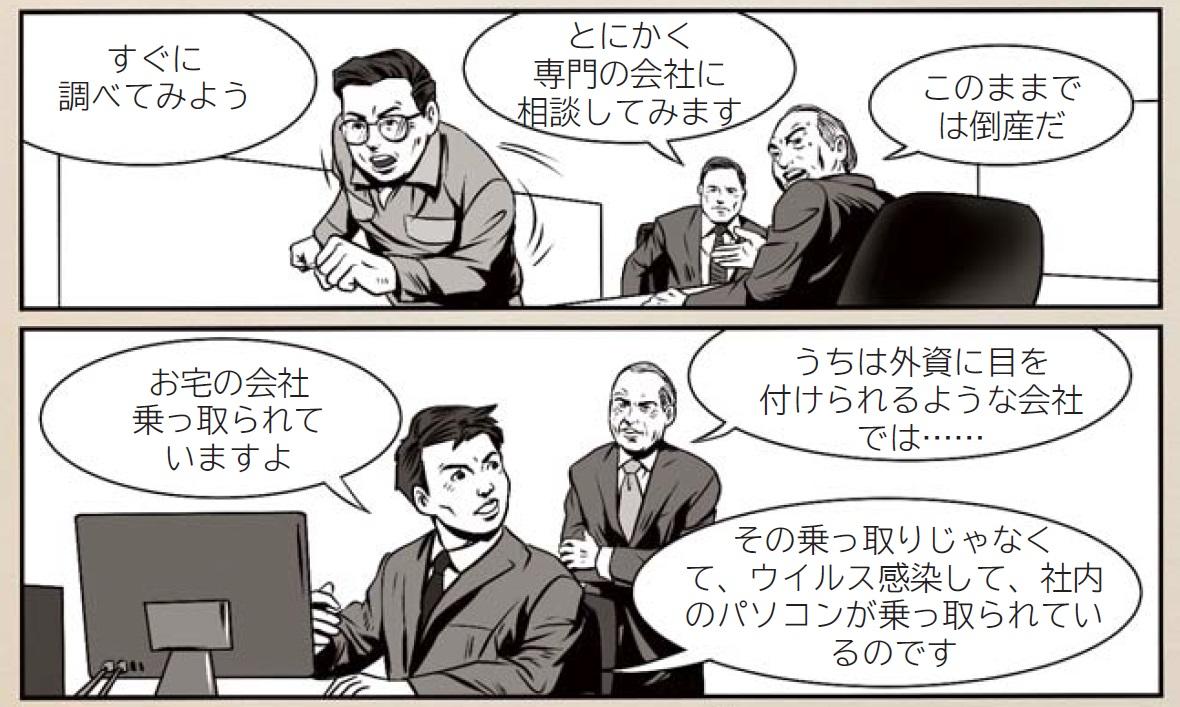 すぐに
調べてみよう
とにかく
専門の会社に
相談してみます
このままで
は倒産だ
お宅の会社
乗っ取られて
いますよ
うちは外資に目を
付けられるような会社
では……
その乗っ取りじゃなく
て、ウイルス感染して、社内
のパソコンが乗っ取られてい
るのです